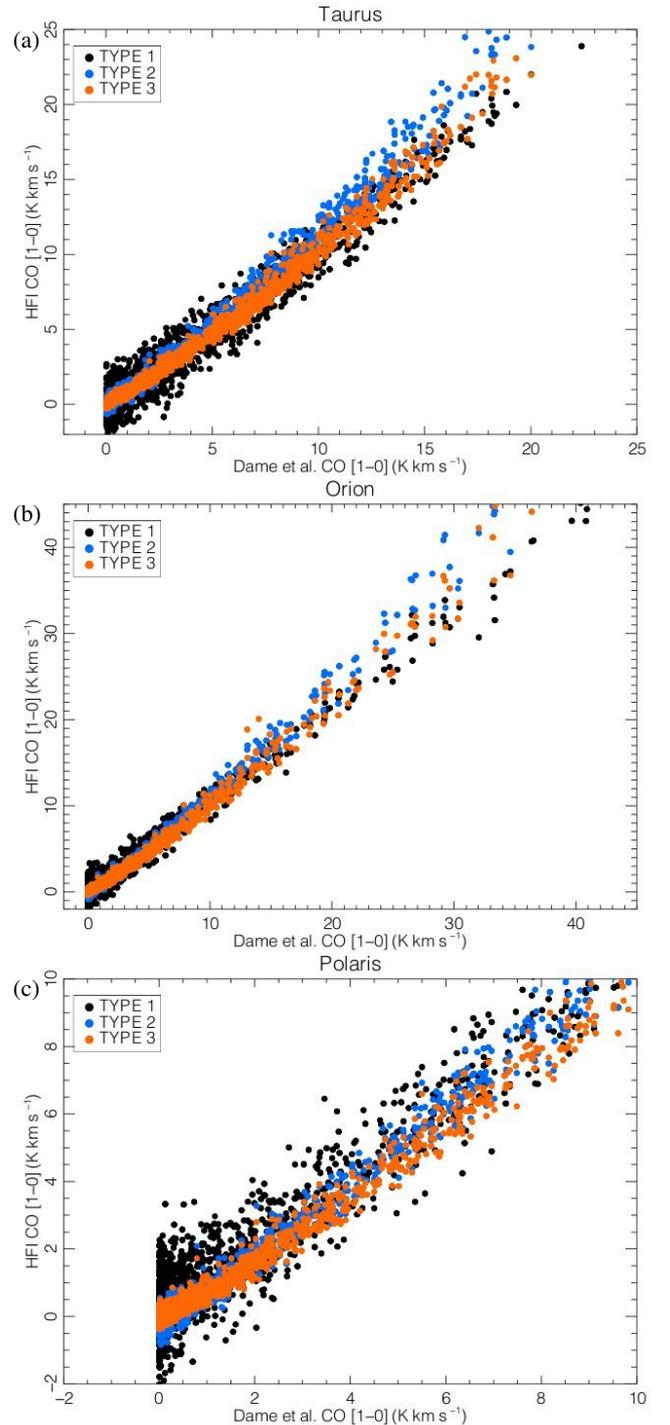 Taurus
(a)
25
20
15
10
5
0
TYPE 1
TYPE 2
TYPE 3
HFI CO [1–0] (K km s⁻¹)
0 5 10 15 20 25
Dame et al. CO [1–0] (K km s⁻¹)
Orion
(b)
40
30
20
10
0
TYPE 1
TYPE 2
TYPE 3
HFI CO [1–0] (K km s⁻¹)
0 10 20 30 40
Dame et al. CO [1–0] (K km s⁻¹)
Polaris
(c)
10
8
6
4
2
0
−2
TYPE 1
TYPE 2
TYPE 3
HFI CO [1–0] (K km s⁻¹)
−2 0 2 4 6 8 10
Dame et al. CO [1–0] (K km s⁻¹)